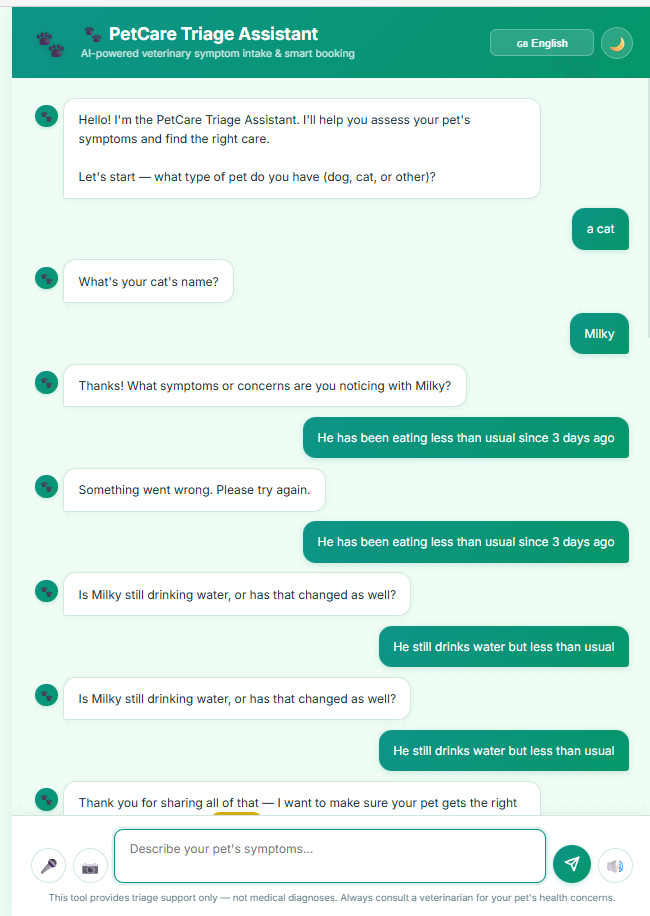 PetCare Triage Assistant
AI-powered veterinary symptom intake & smart booking
GB English
Hello! I'm the PetCare Triage Assistant. I'll help you assess your pet's
symptoms and find the right care.
Let's start — what type of pet do you have (dog, cat, or other)?
a cat
What's your cat's name?
Milky
Thanks! What symptoms or concerns are you noticing with Milky?
He has been eating less than usual since 3 days ago
Something went wrong. Please try again.
He has been eating less than usual since 3 days ago
Is Milky still drinking water, or has that changed as well?
He still drinks water but less than usual
Is Milky still drinking water, or has that changed as well?
He still drinks water but less than usual
Thank you for sharing all of that — I want to make sure your pet gets the right
Describe your pet's symptoms...
This tool provides triage support only — not medical diagnoses. Always consult a veterinarian for your pet's health concerns.